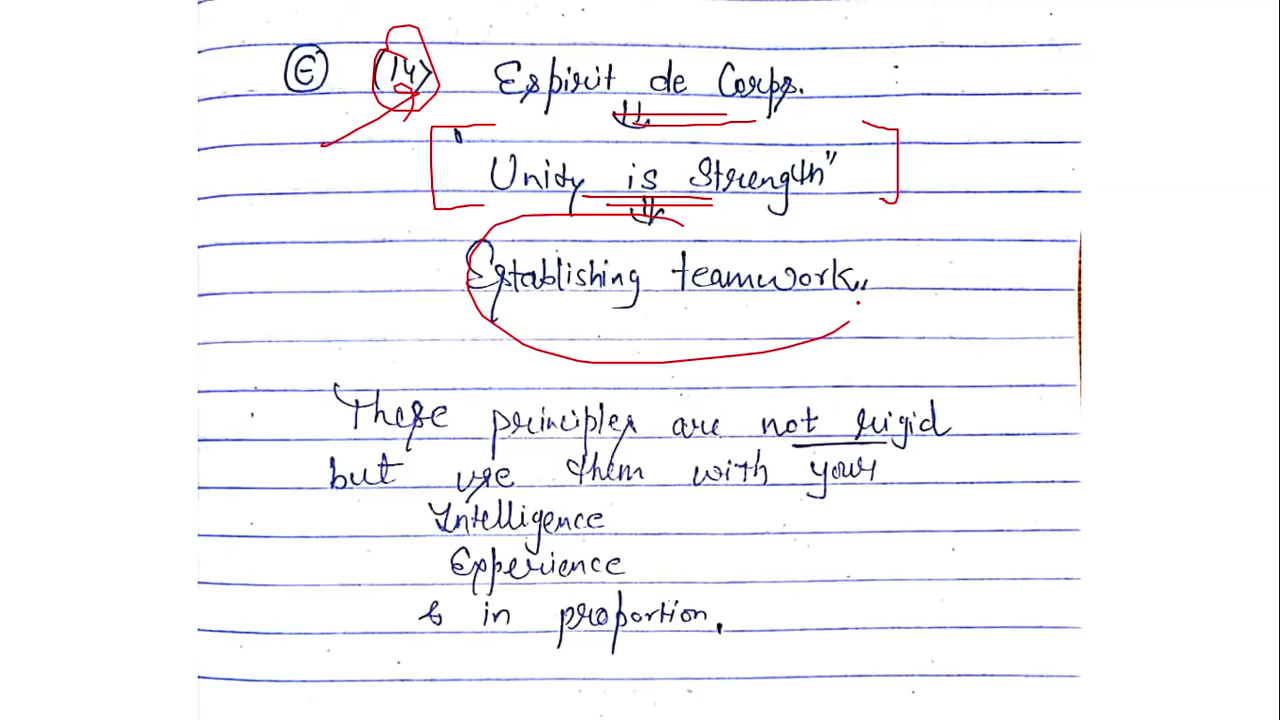 Ⓔ (14) Espirit de Corps. :
"Unity is Strength"
Establishing teamwork.,
These principles are not rigid
but use them with your
Intelligence
Experience
& in proportion.